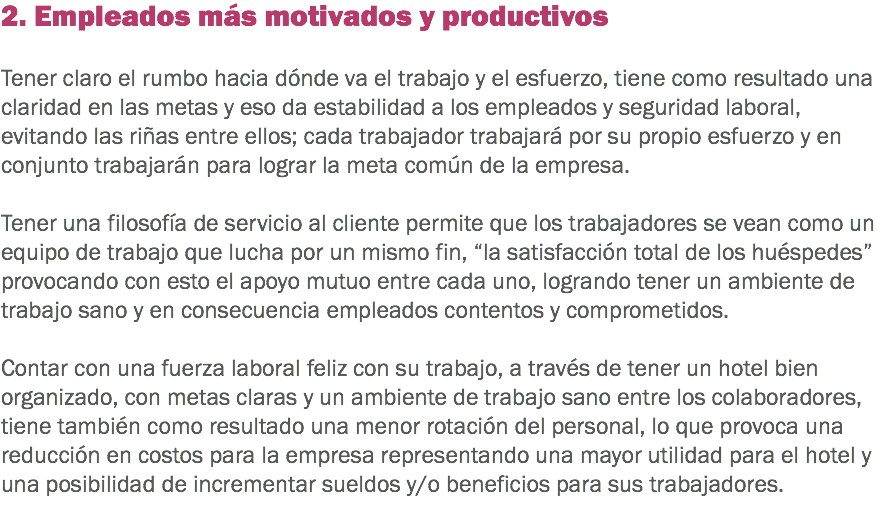 2. Empleados más motivados y productivos
Tener claro el rumbo hacia dónde va el trabajo y el esfuerzo, tiene como resultado una
claridad en las metas y eso da estabilidad a los empleados y seguridad laboral,
evitando las riñas entre ellos; cada trabajador trabajará por su propio esfuerzo y en
conjunto trabajarán para lograr la meta común de la empresa.
Tener una filosofía de servicio al cliente permite que los trabajadores se vean como un
equipo de trabajo que lucha por un mismo fin, “la satisfacción total de los huéspedes”
provocando con esto el apoyo mutuo entre cada uno, logrando tener un ambiente de
trabajo sano y en consecuencia empleados contentos y comprometidos.
Contar con una fuerza laboral feliz con su trabajo, a través de tener un hotel bien
organizado, con metas claras y un ambiente de trabajo sano entre los colaboradores,
tiene también como resultado una menor rotación del personal, lo que provoca una
reducción en costos para la empresa representando una mayor utilidad para el hotel y
una posibilidad de incrementar sueldos y/o beneficios para sus trabajadores.